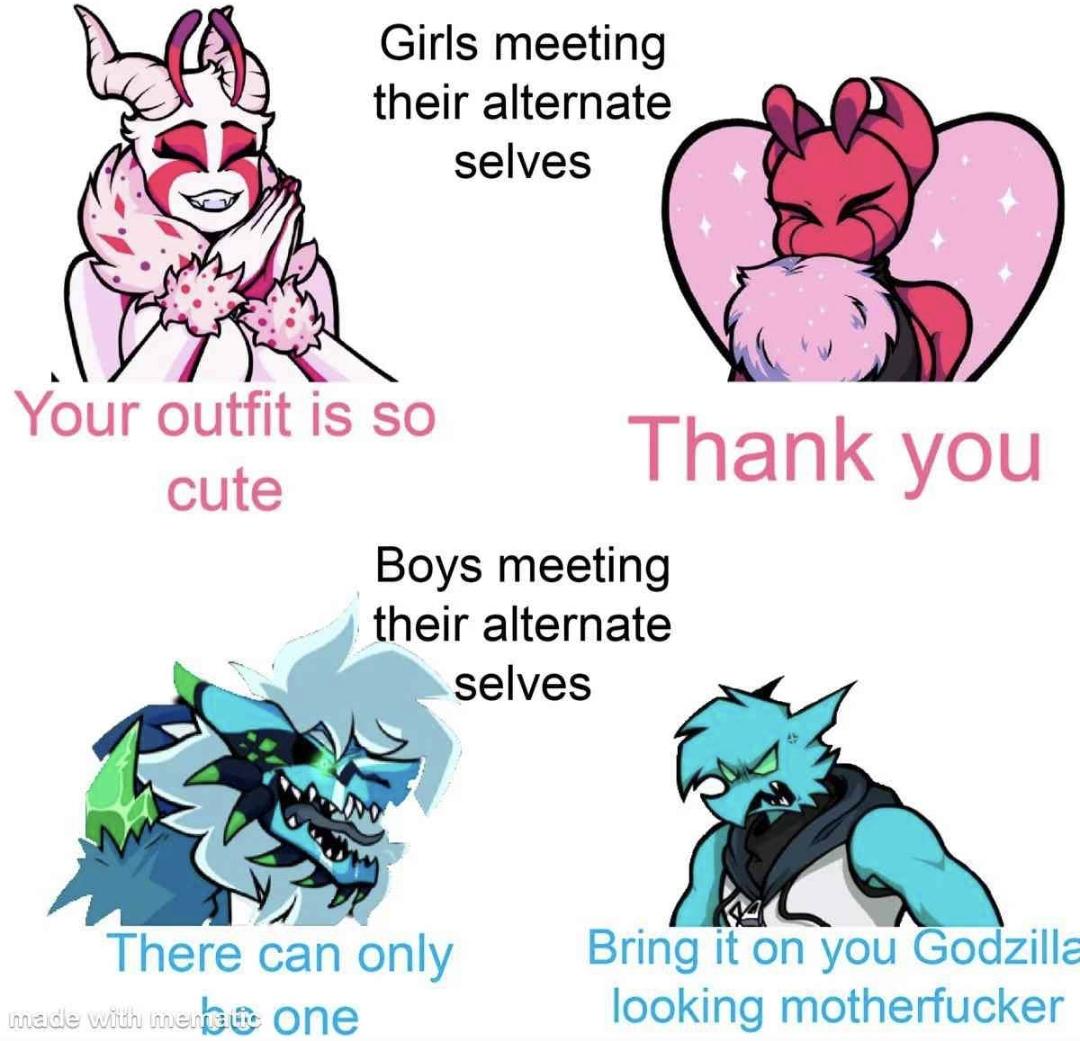 Girls meeting
their alternate
selves
Your outfit is so
cute
Thank you
Boys meeting
their alternate
selves
There can only
be one
Bring it on you Godzilla
looking motherfucker
made with mematic